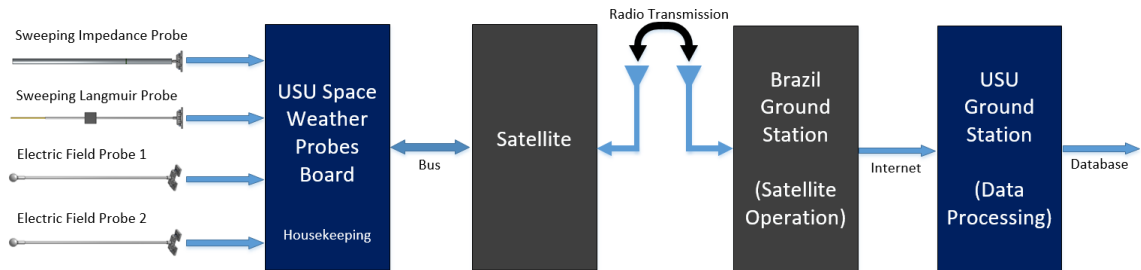 Sweeping Impedance Probe
Sweeping Langmuir Probe
Electric Field Probe 1
Electric Field Probe 2
USU Space
Weather
Probes
Board
Housekeeping
Bus
Satellite
Radio Transmission
Brazil
Ground
Station
(Satellite
Operation)
Internet
USU
Ground
Station
(Data
Processing)
Database